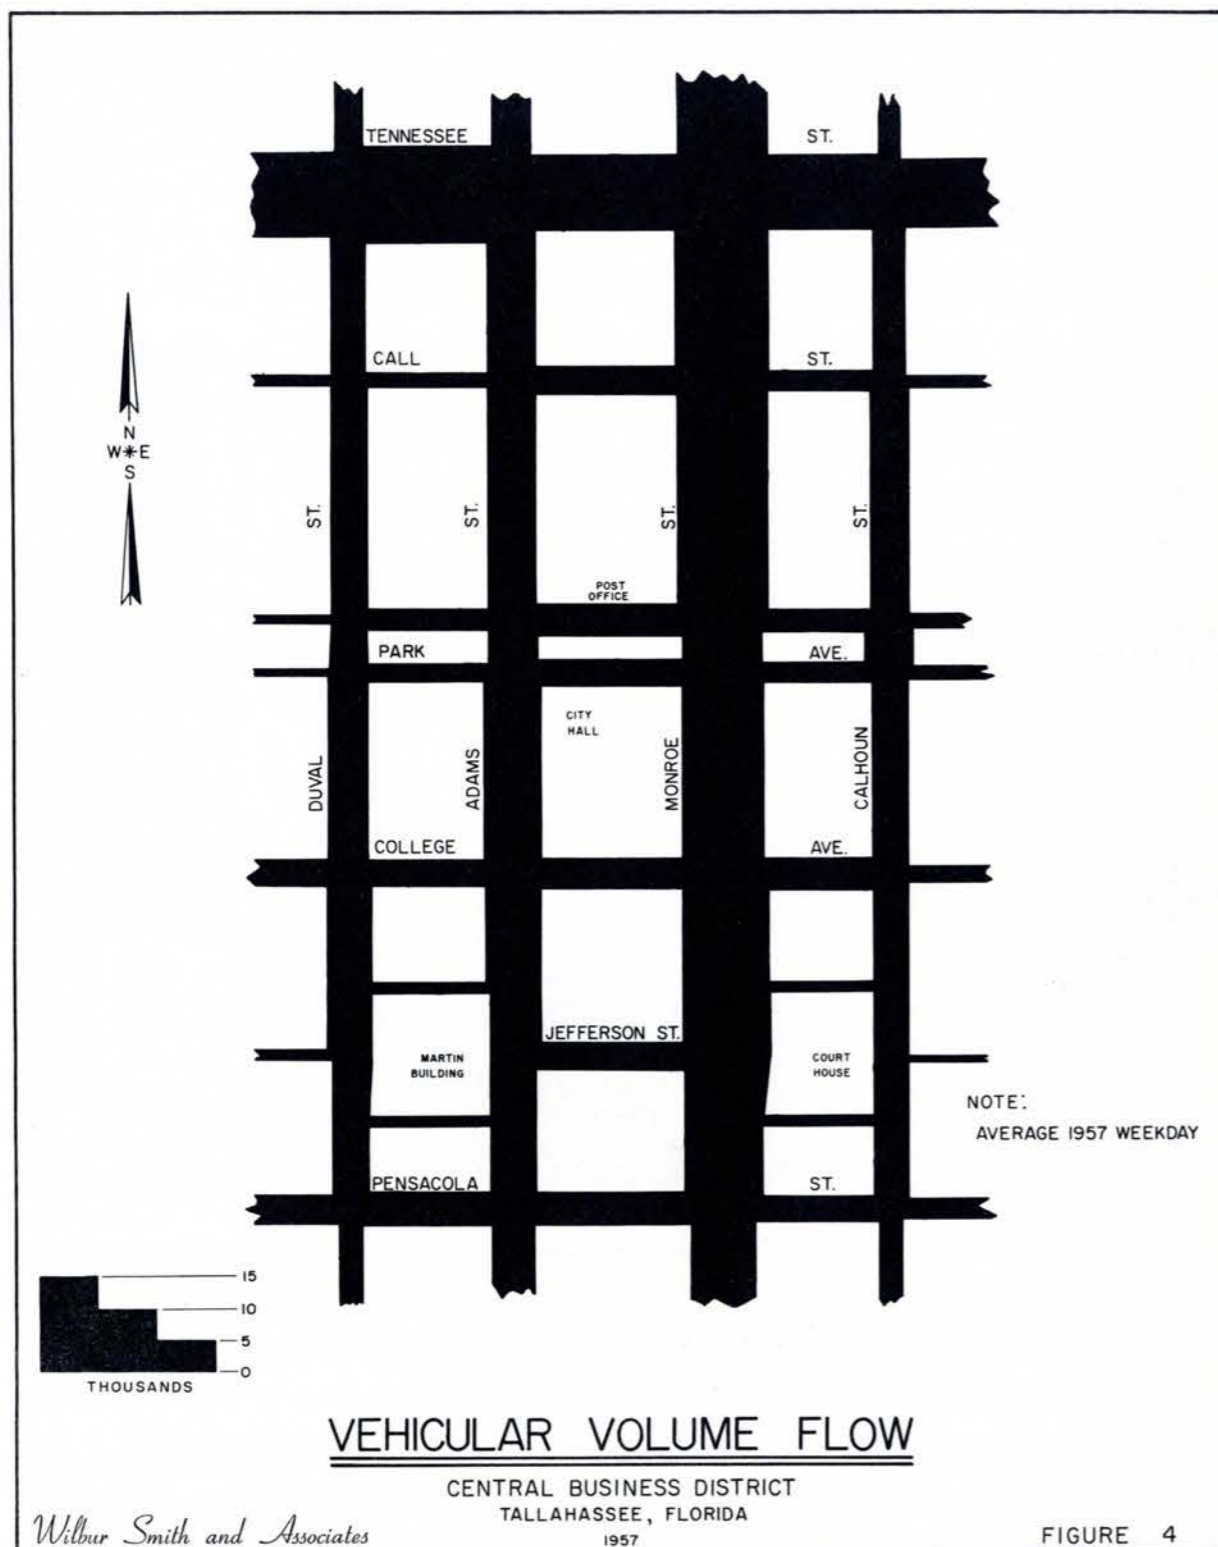 TENNESSEE ST.
CALL ST.
N
W*E
S
ST. ST. ST. ST.
POST
OFFICE
PARK AVE.
CITY
HALL
DUVAL ADAMS MONROE CALHOUN
COLLEGE AVE.
JEFFERSON ST.
MARTIN
BUILDING
COURT
HOUSE
NOTE:
AVERAGE 1957 WEEKDAY
PENSACOLA ST.
15
10
5
0
THOUSANDS
VEHICULAR VOLUME FLOW
CENTRAL BUSINESS DISTRICT
TALLAHASSEE, FLORIDA
1957
Wilbur Smith and Associates
FIGURE 4